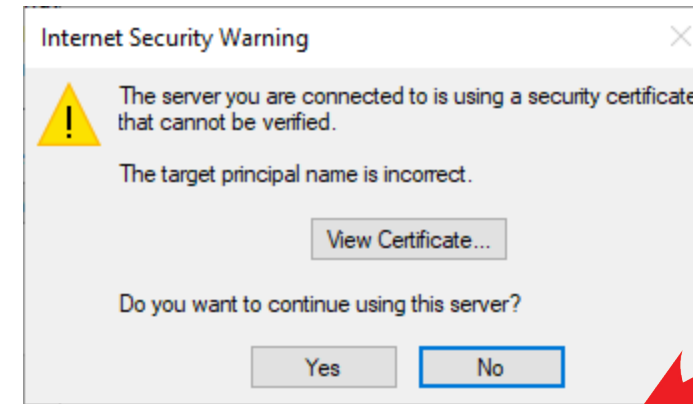 Internet Security Warning
The server you are connected to is using a security certificate
that cannot be verified.
The target principal name is incorrect.
View Certificate...
Do you want to continue using this server?
Yes
No